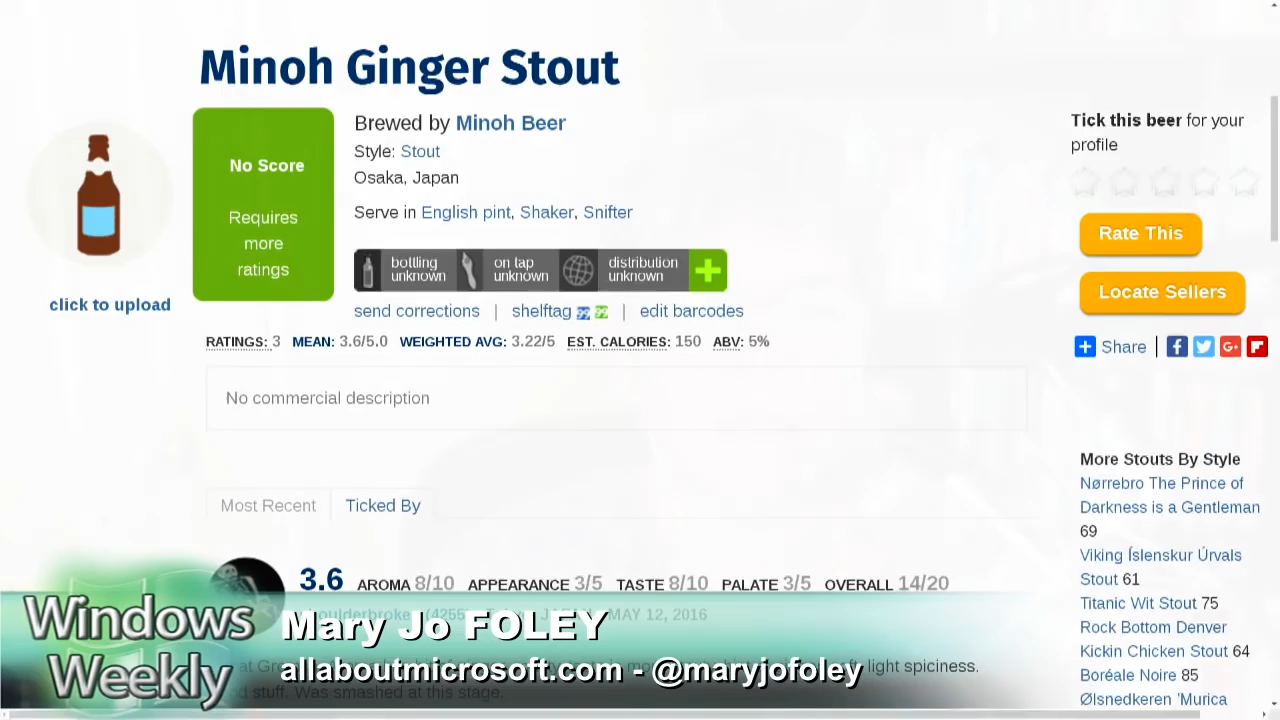 Minoh Ginger Stout
No Score
Requires
more
ratings
click to upload
Brewed by Minoh Beer
Style: Stout
Osaka, Japan
Serve in English pint, Shaker, Snifter
bottling
unknown
on tap
unknown
distribution
unknown
send corrections | shelftag | edit barcodes
RATINGS: 3 MEAN: 3.6/5.0 WEIGHTED AVG: 3.22/5 EST. CALORIES: 150 ABV: 5%
No commercial description
Most Recent Ticked By
3.6 AROMA 8/10 APPEARANCE 3/5 TASTE 8/10 PALATE 3/5 OVERALL 14/20
(4255) MAY 12, 2016
light spiciness.
stuff. Was smashed at this stage.
Tick this beer for your
profile
Rate This
Locate Sellers
Share |
More Stouts By Style
Nørrebro The Prince of
Darkness is a Gentleman
69
Viking Íslenskur Úrvals
Stout 61
Titanic Wit Stout 75
Rock Bottom Denver
Kickin Chicken Stout 64
Boréale Noire 85
Ølsnedkeren 'Murica
Windows
Weekly
Mary Jo FOLEY
allaboutmicrosoft.com - @maryjofoley